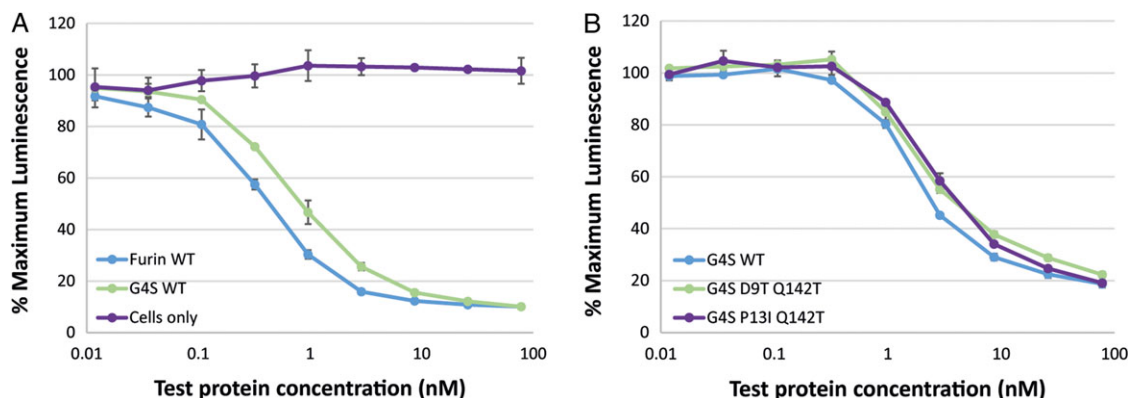 A
% Maximum Luminescence
120
100
80
60
40
20
0
Furin WT
G4S WT
Cells only
0.01 0.1 1 10 100
Test protein concentration (nM)
B
% Maximum Luminescence
120
100
80
60
40
20
0
G4S WT
G4S D9T Q142T
G4S P13I Q142T
0.01 0.1 1 10 100
Test protein concentration (nM)